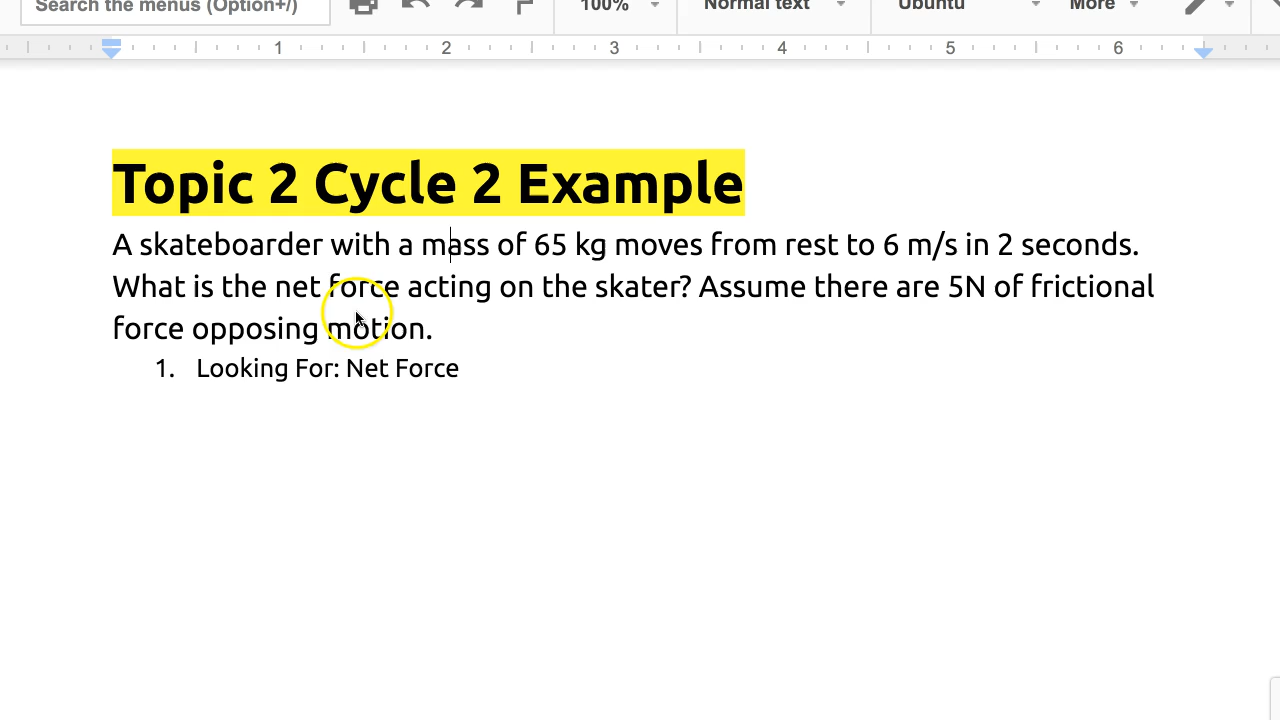 Search the menus (Option+/)
100%
Normal text
Ubuntu
More
1 2 3 4 5 6
Topic 2 Cycle 2 Example
A skateboarder with a mass of 65 kg moves from rest to 6 m/s in 2 seconds.
What is the net force acting on the skater? Assume there are 5N of frictional
force opposing motion.
1. Looking For: Net Force